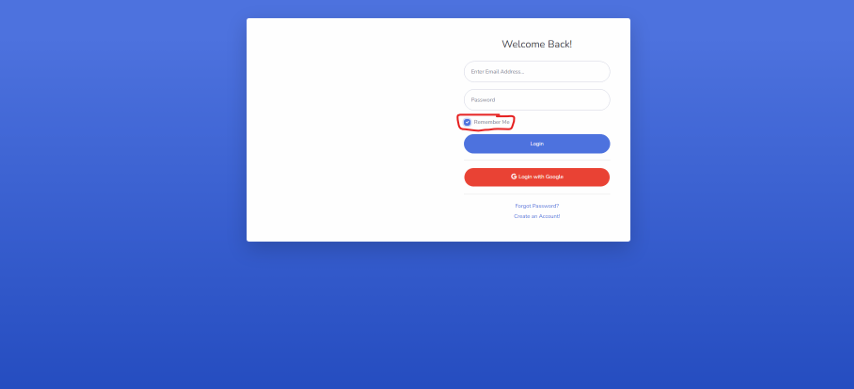 Welcome Back!
Enter Email Address...
Password
Remember Me
Login
G Login with Google
Forgot Password?
Create an Account!